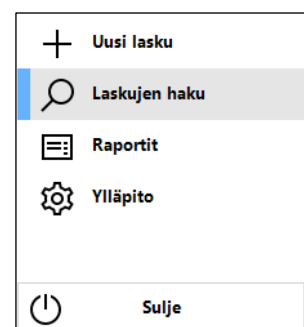 Uusi lasku
Laskujen haku
Raportit
Ylläpito
Sulje